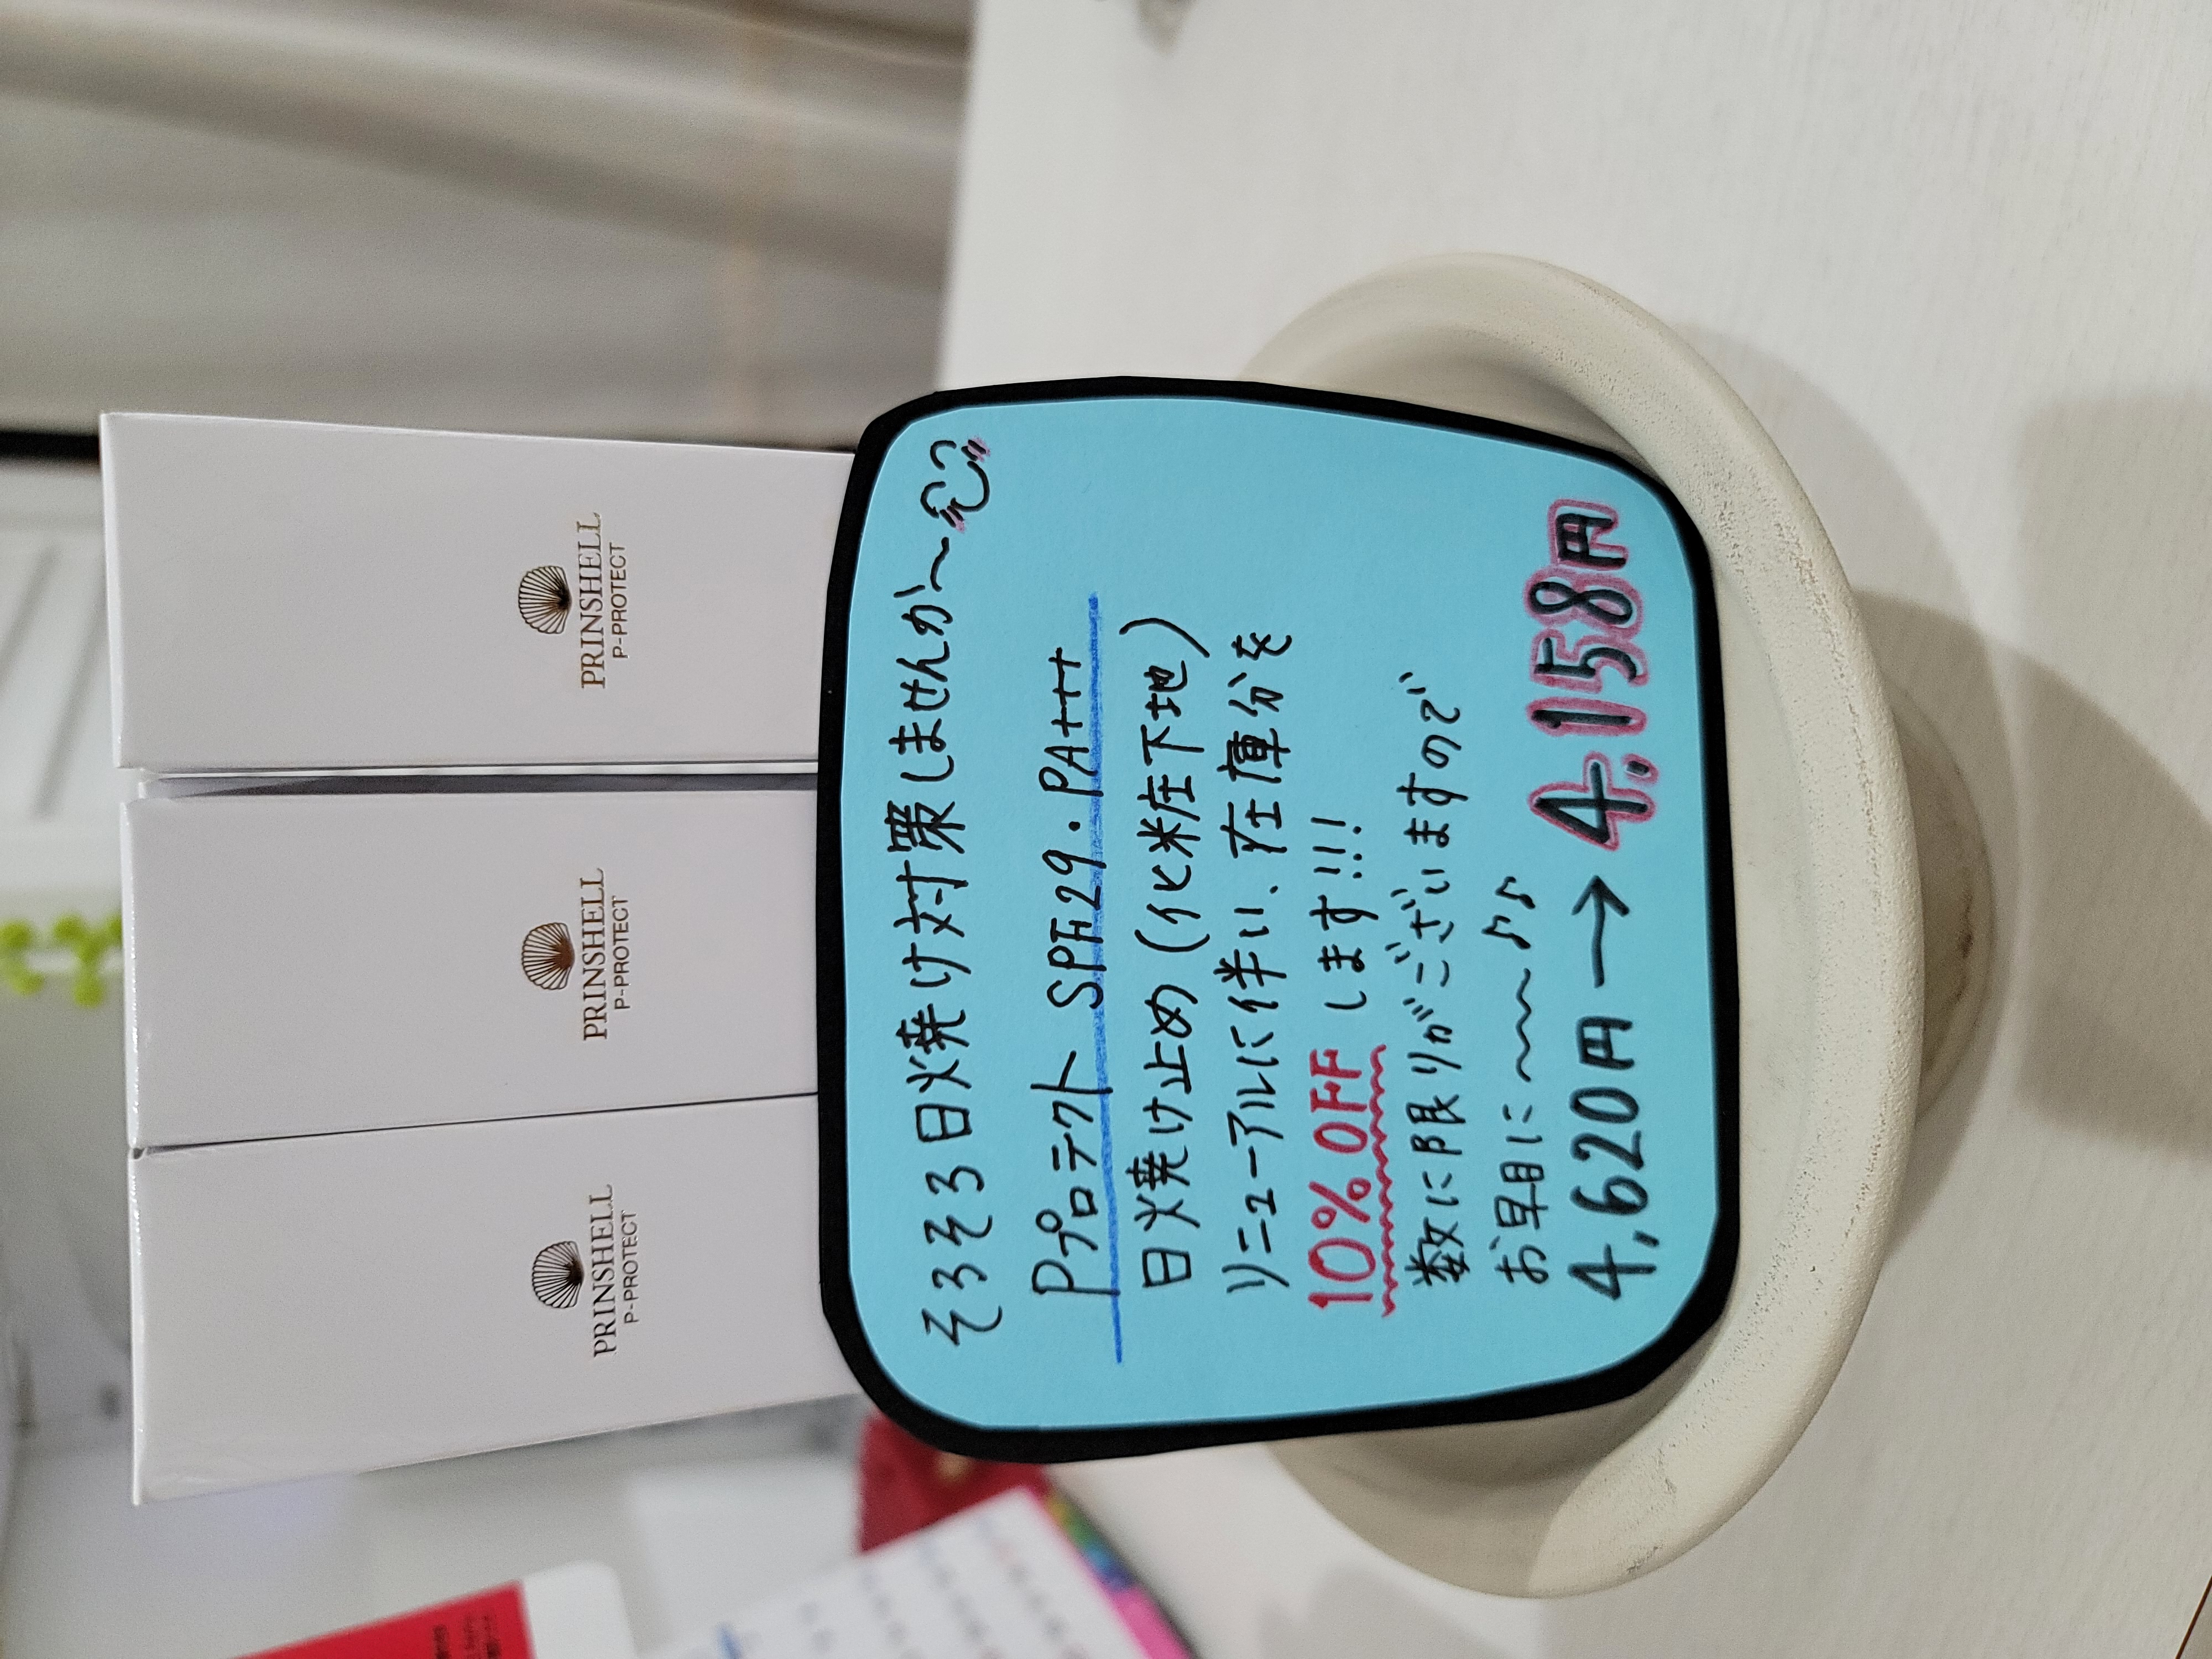 PRINSHELL
P-PROTECT
PRINSHELL
P-PROTECT
PRINSHELL
P-PROTECT
そろそろ日焼け対策しませんか〜
Pプロテクト SPF29.PA+++
日焼け止め(化粧下地)
リニューアルに伴い、在庫分を
10% OFF します!!!
数に限りがございますので
お早目に〜〜♪♪
4,620円→4,158円